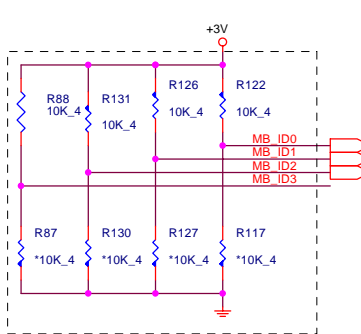 +3V
R88
10K_4
R131
10K_4
R126
10K_4
R122
10K_4
MB_ID0
MB_ID1
MB_ID2
MB_ID3
R87
*10K_4
R130
*10K_4
R127
*10K_4
R117
*10K_4